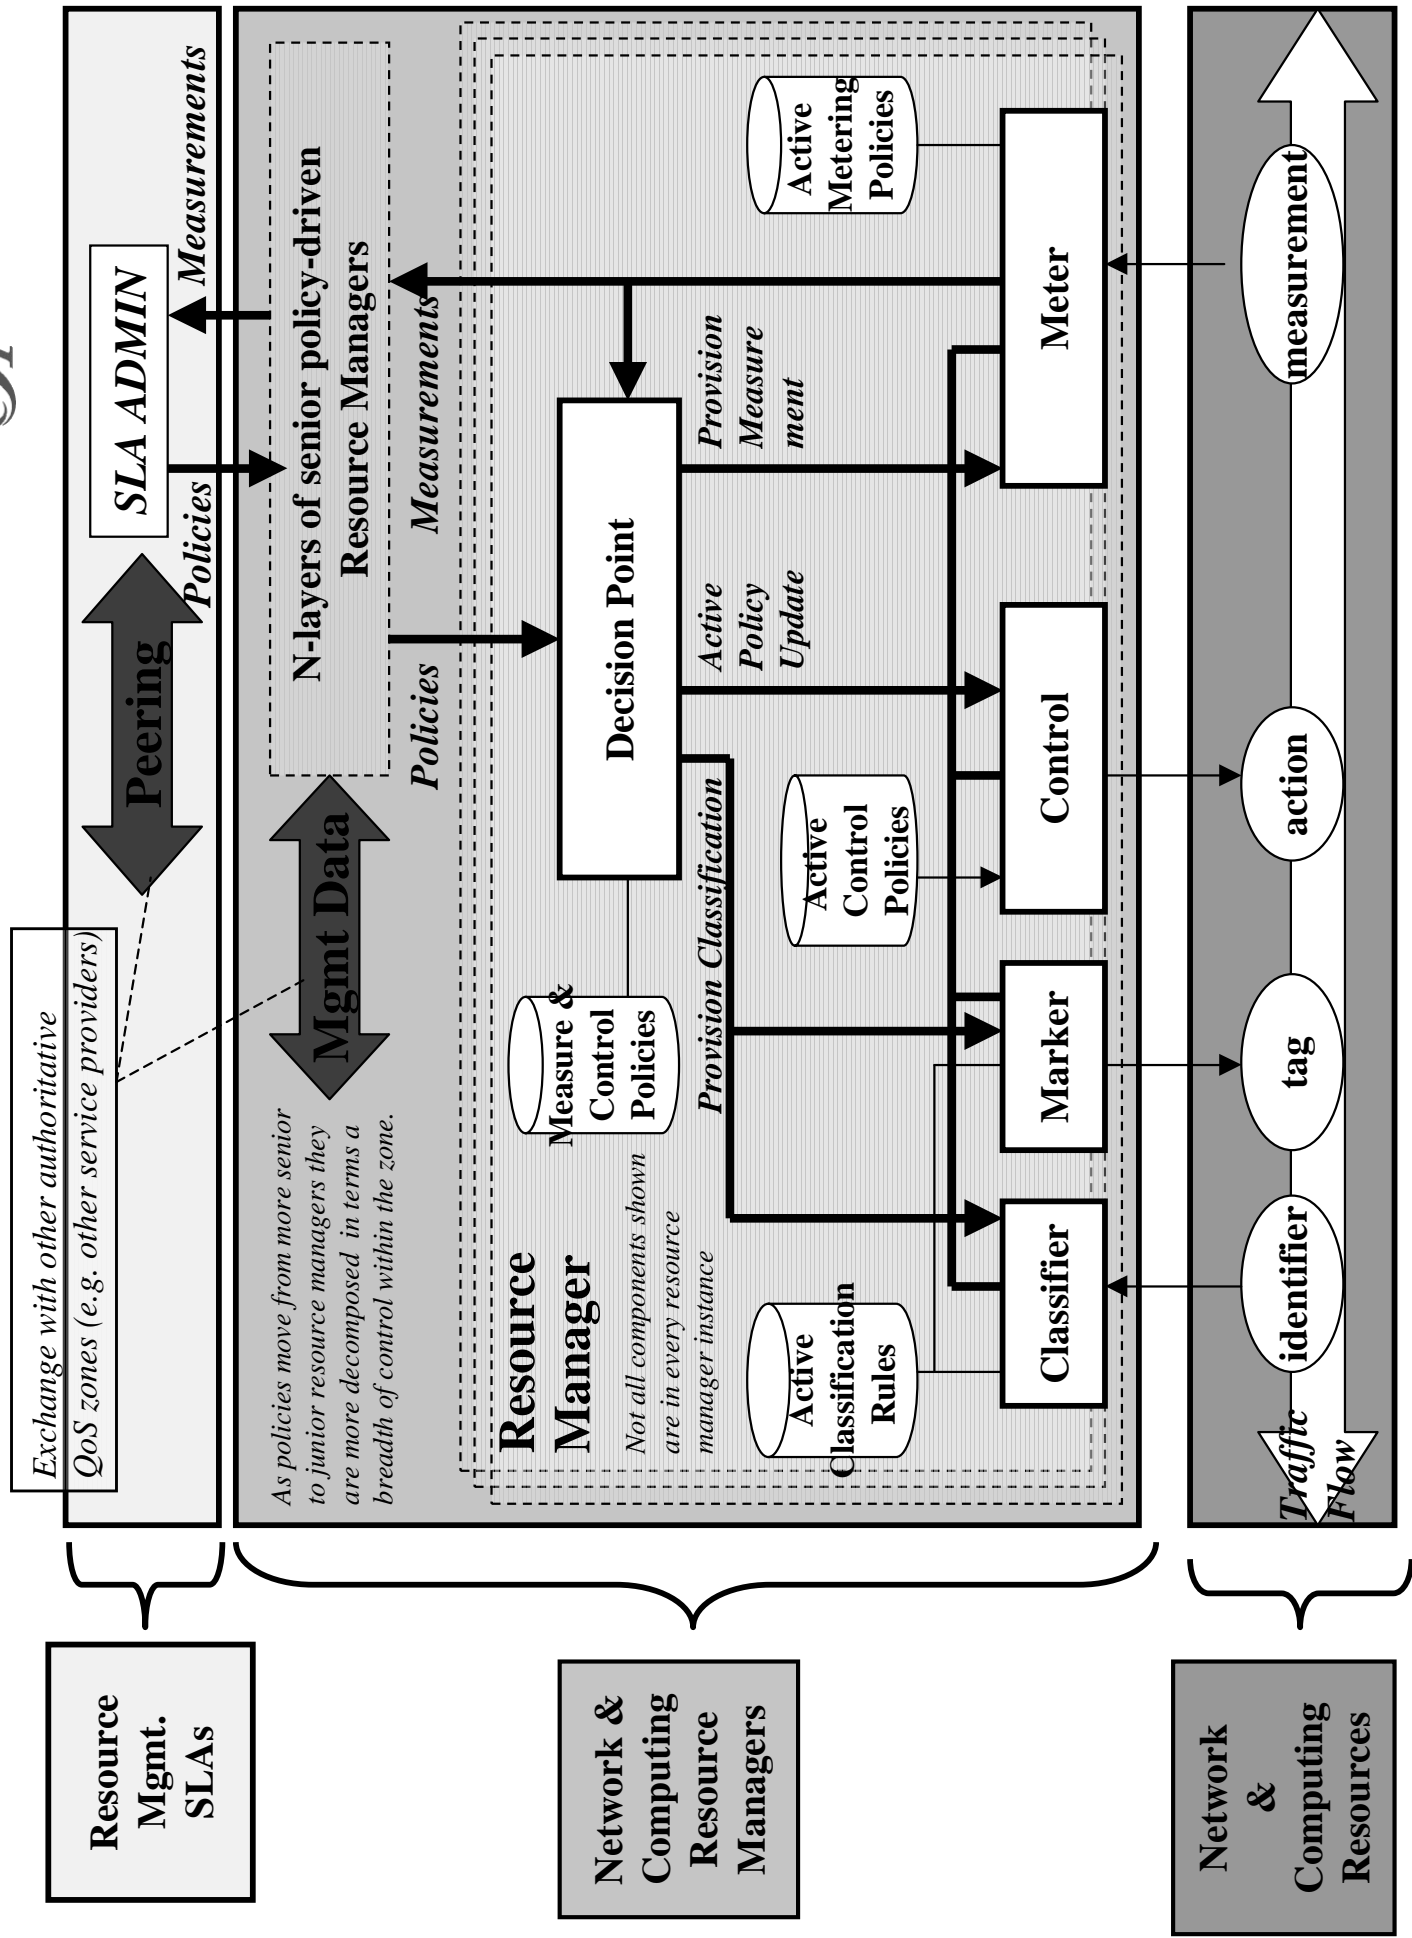 Exchange with other authoritative
QoS zones (e.g. other service providers)
Resource
Mgmt.
SLAs
Peering
SLA ADMIN
Policies
Measurements
Network &
Computing
Resource
Managers
As policies move from more senior
to junior resource managers they
are more decomposed in terms a
breadth of control within the zone.
Mgmt Data
N-layers of senior policy-driven
Resource Managers
Policies
Measurements
Resource
Manager
Not all components shown
are in every resource
manager instance
Measure &
Control
Policies
Decision Point
Provision Classification
Active
Policy
Update
Provision
Measure
ment
Active
Classification
Rules
Active
Control
Policies
Active
Metering
Policies
Classifier
Marker
Control
Meter
Network
&
Computing
Resources
Traffic
Flow
identifier
tag
action
measurement